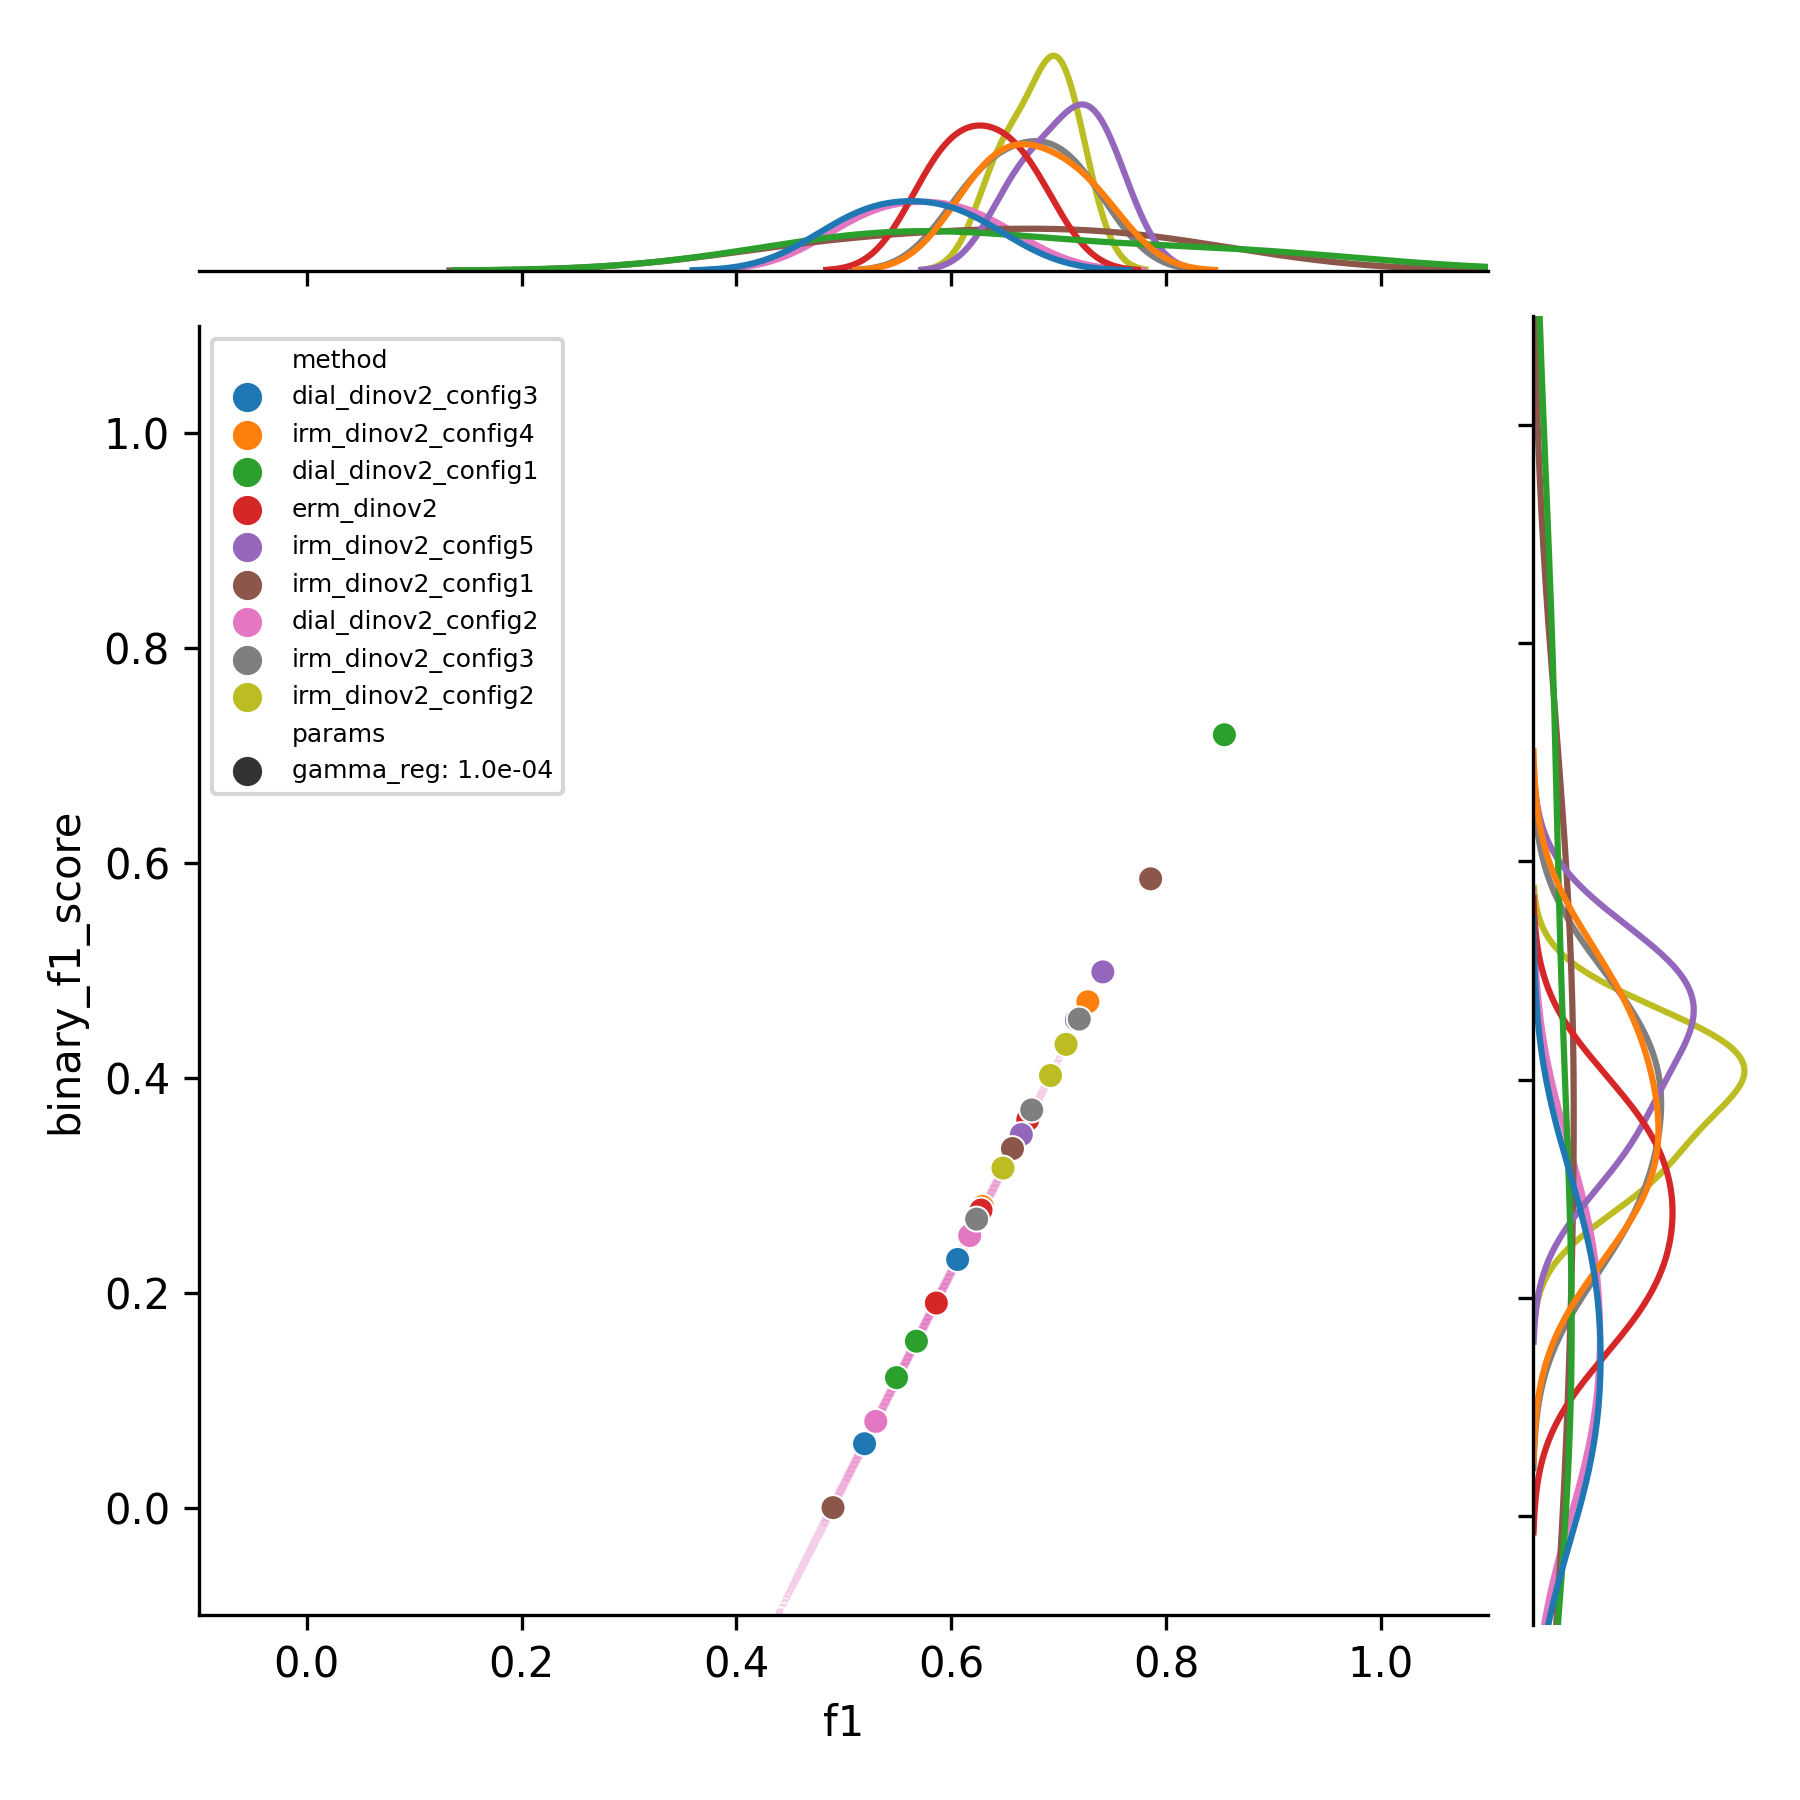 method
dial_dinov2_config3
irm_dinov2_config4
dial_dinov2_config1
erm_dinov2
irm_dinov2_config5
irm_dinov2_config1
dial_dinov2_config2
irm_dinov2_config3
irm_dinov2_config2
params
gamma_reg: 1.0e-04
binary_f1_score
1.0
0.8
0.6
0.4
0.2
0.0
0.0 0.2 0.4 0.6 0.8 1.0
f1